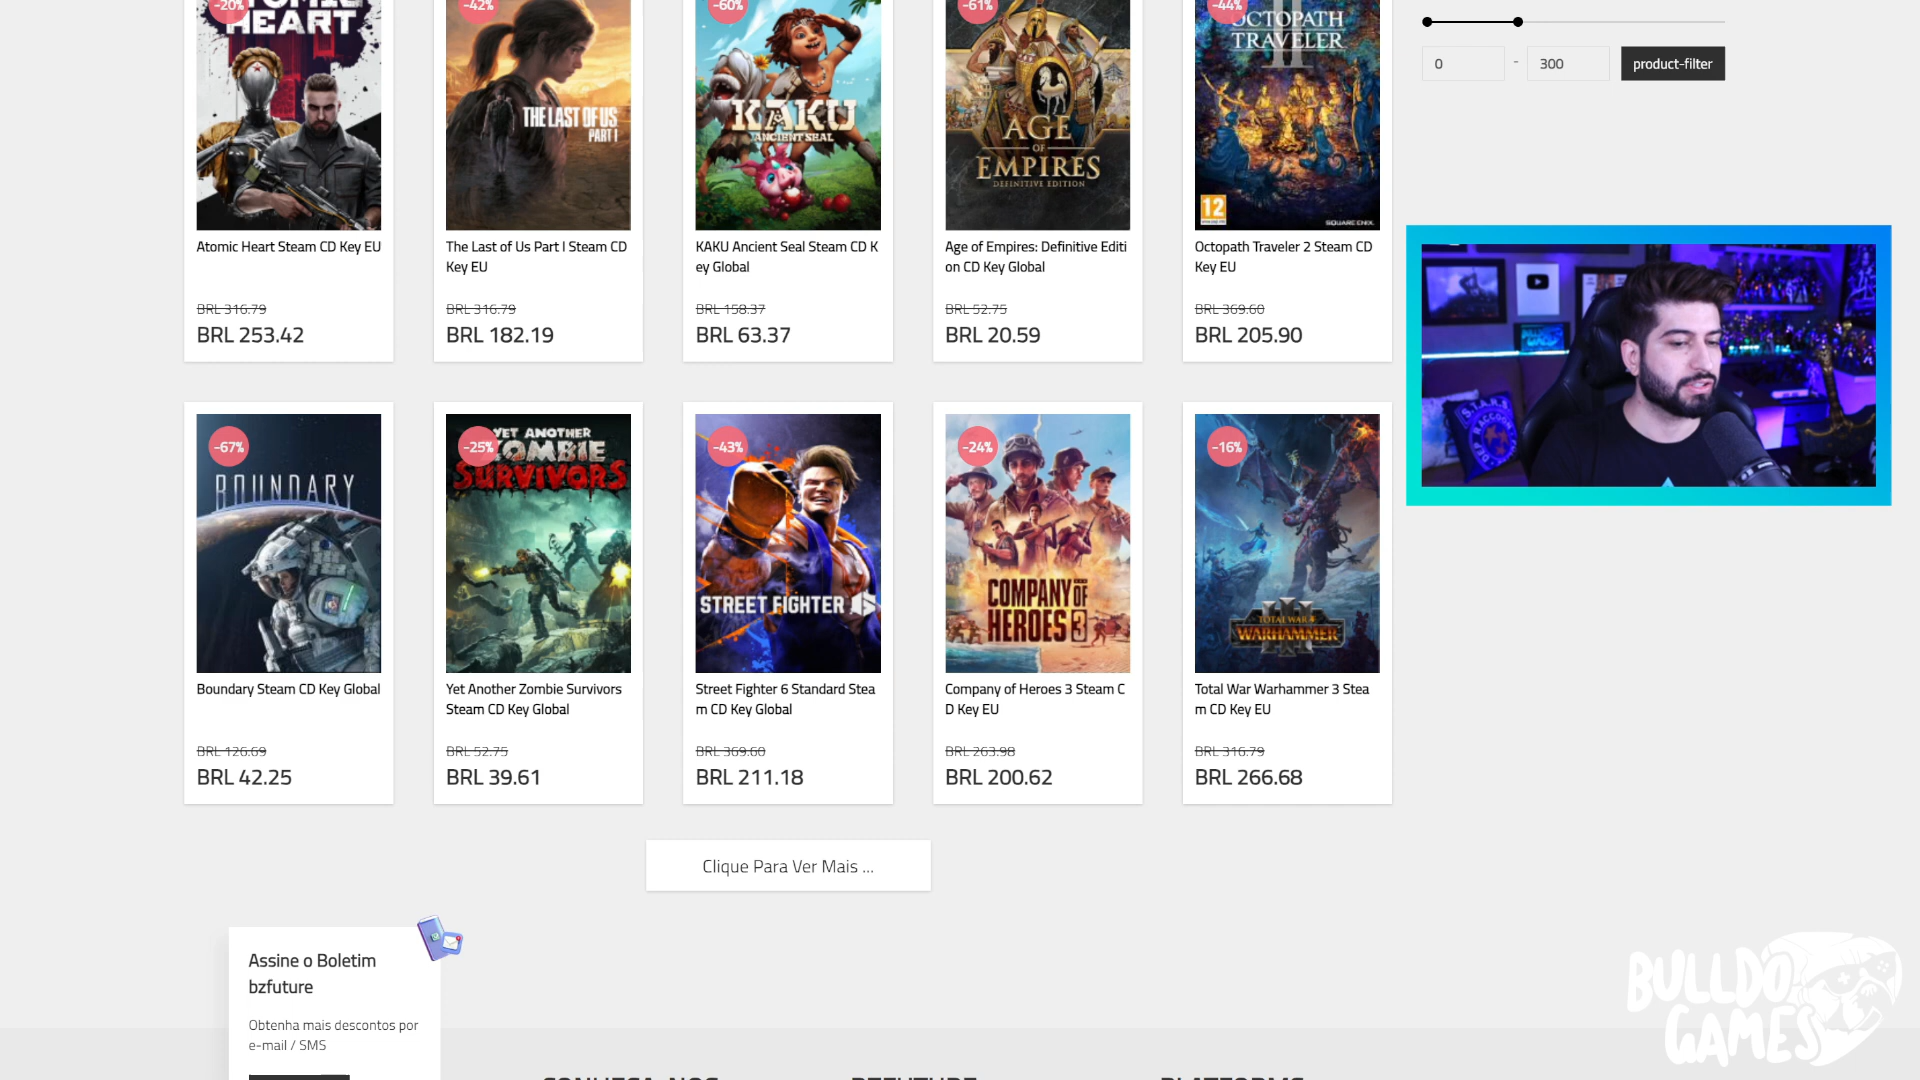 -20%
-42%
-60%
-61%
-44%
ATOMIC
HEART
THE LAST OF US
PART I
KAKU
ANCIENT SEAL
AGE
OF
EMPIRES
DEFINITIVE EDITION
OCTOPATH
TRAVELER
II
12
SQUARE ENIX
Atomic Heart Steam CD Key EU
BRL 316.79
BRL 253.42
The Last of Us Part I Steam CD
Key EU
BRL 316.79
BRL 182.19
KAKU Ancient Seal Steam CD K
ey Global
BRL 158.37
BRL 63.37
Age of Empires: Definitive Editi
on CD Key Global
BRL 52.75
BRL 20.59
Octopath Traveler 2 Steam CD
Key EU
BRL 369.60
BRL 205.90
0
-
300
product-filter
S.T.A.R.S.
RACCOON
-67%
BOUNDARY
-25%
YET ANOTHER
ZOMBIE
SURVIVORS
-43%
STREET FIGHTER 6
-24%
COMPANY OF
HEROES 3
-16%
TOTAL WAR
WARHAMMER
III
Boundary Steam CD Key Global
BRL 126.69
BRL 42.25
Yet Another Zombie Survivors
Steam CD Key Global
BRL 52.75
BRL 39.61
Street Fighter 6 Standard Stea
m CD Key Global
BRL 369.60
BRL 211.18
Company of Heroes 3 Steam C
D Key EU
BRL 263.98
BRL 200.62
Total War Warhammer 3 Stea
m CD Key EU
BRL 316.79
BRL 266.68
Clique Para Ver Mais ...
Assine o Boletim
bzfuture
Obtenha mais descontos por
e-mail / SMS
CONHEÇA-NOS
BZFUTURE
PLATFORMS
BULLDO
GAMES